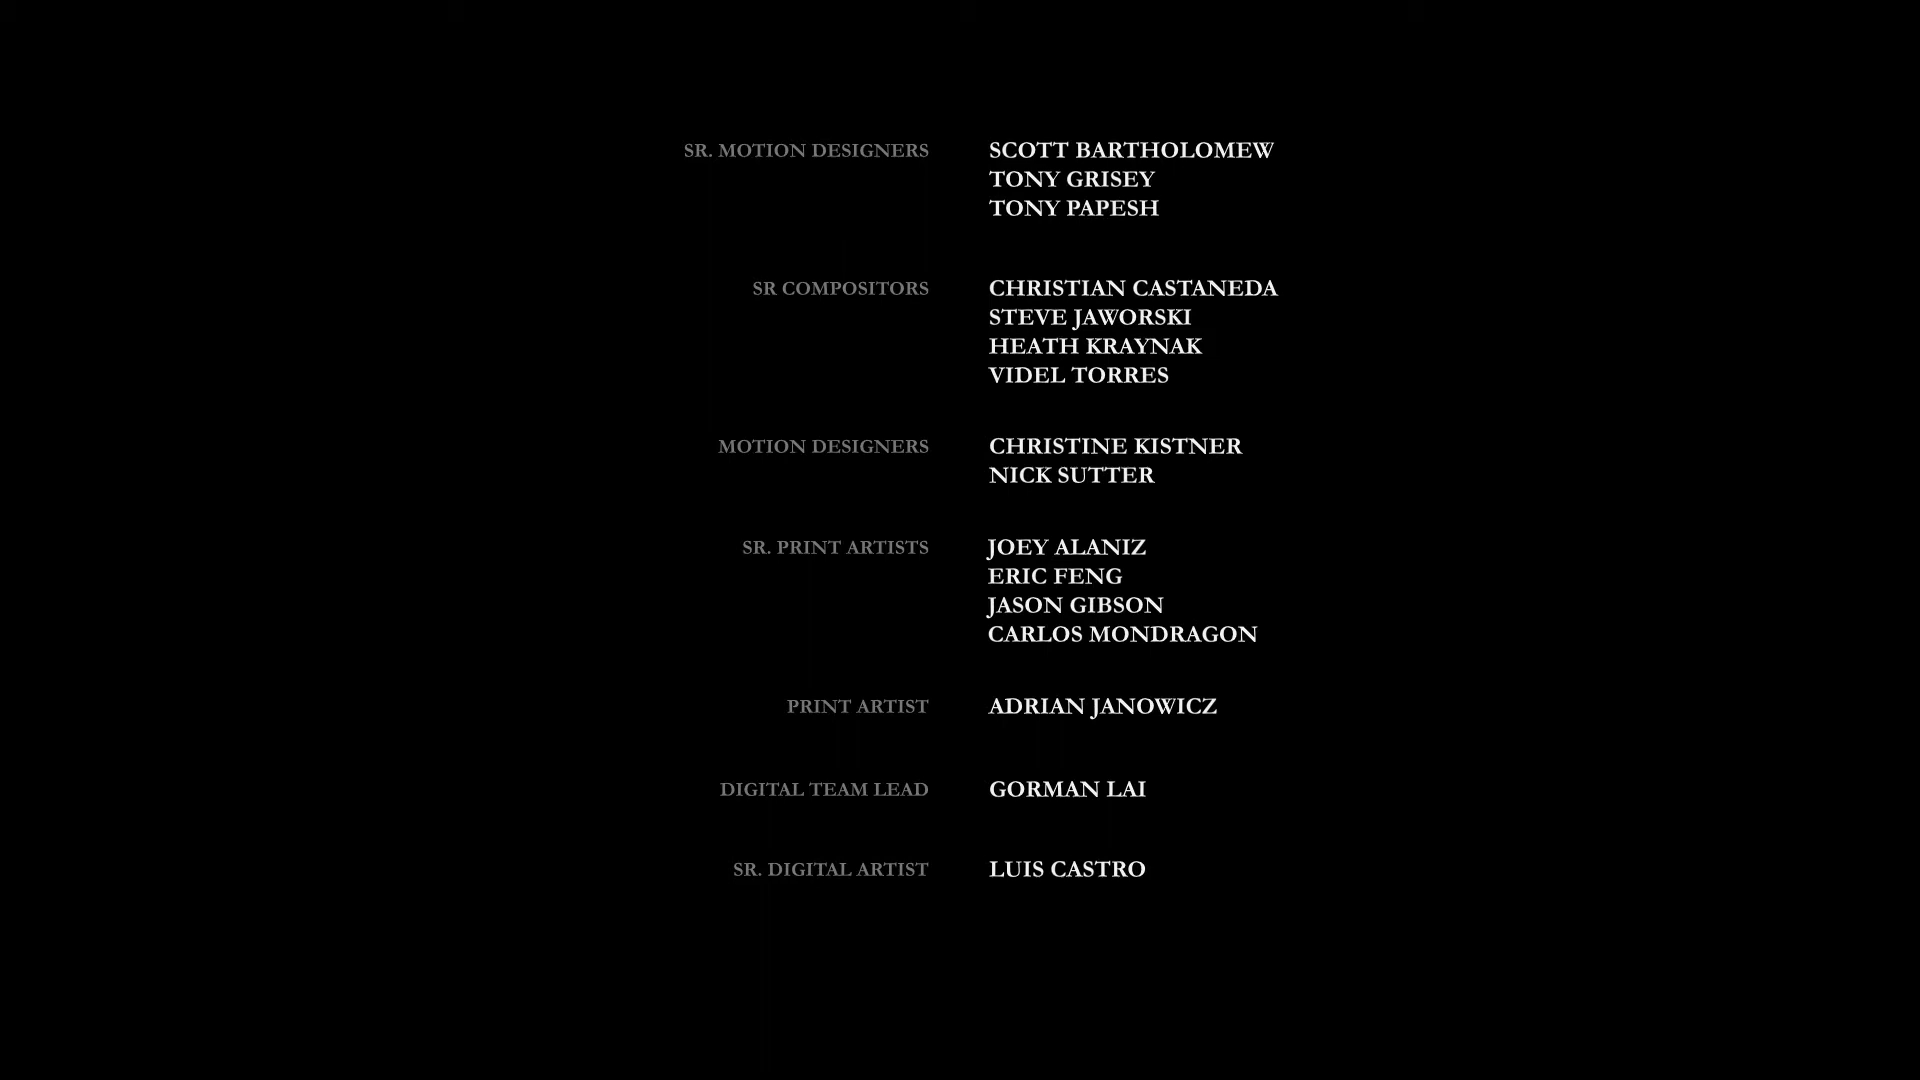 SR. MOTION DESIGNERS SCOTT BARTHOLOMEW
TONY GRISEY
TONY PAPESH
SR COMPOSITORS CHRISTIAN CASTANEDA
STEVE JAWORSKI
HEATH KRAYNAK
VIDEL TORRES
MOTION DESIGNERS CHRISTINE KISTNER
NICK SUTTER
SR. PRINT ARTISTS JOEY ALANIZ
ERIC FENG
JASON GIBSON
CARLOS MONDRAGON
PRINT ARTIST ADRIAN JANOWICZ
DIGITAL TEAM LEAD GORMAN LAI
SR. DIGITAL ARTIST LUIS CASTRO